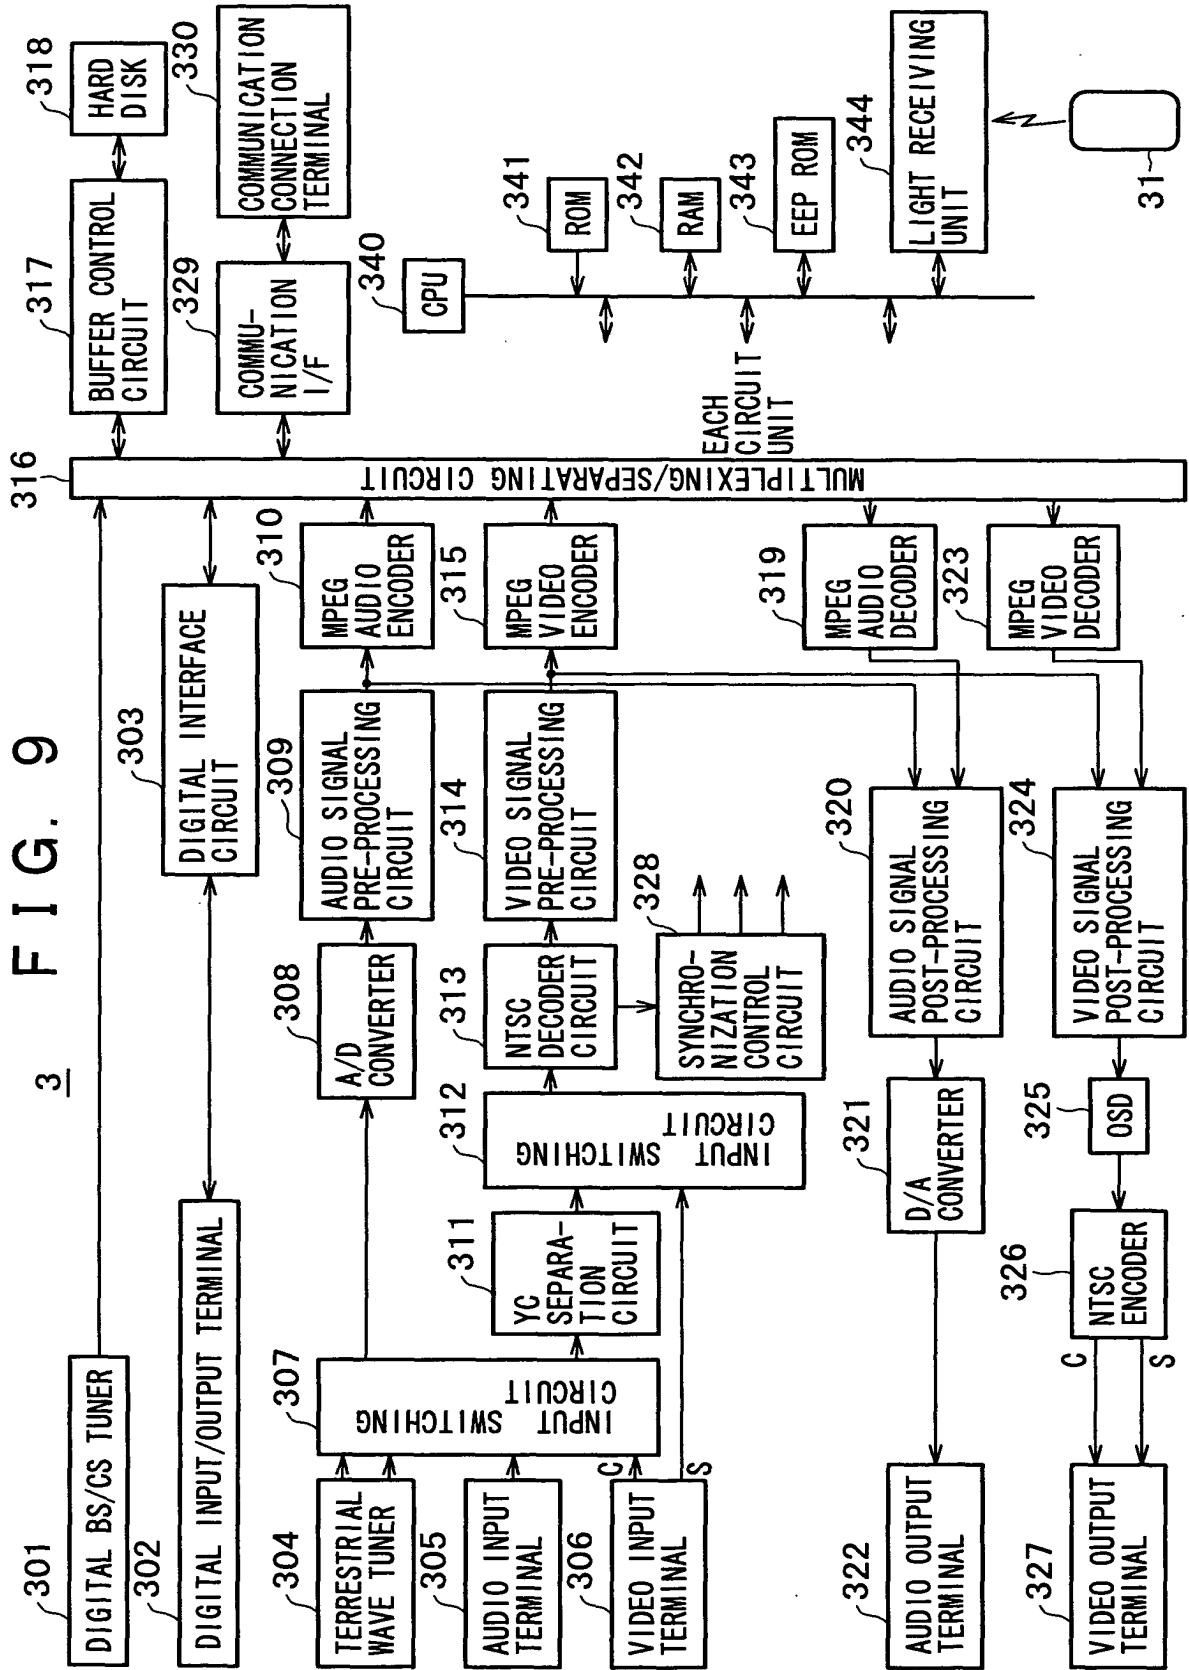 FIG. 9
3
301
DIGITAL BS/CS TUNER
302
DIGITAL INPUT/OUTPUT TERMINAL
303
DIGITAL INTERFACE
CIRCUIT
304
TERRESTRIAL
WAVE TUNER
305
AUDIO INPUT
TERMINAL
306
VIDEO INPUT
TERMINAL
C
S
307
INPUT SWITCHING
CIRCUIT
308
A/D
CONVERTER
309
AUDIO SIGNAL
PRE-PROCESSING
CIRCUIT
310
MPEG
AUDIO
ENCODER
311
YC
SEPARA-
TION
CIRCUIT
312
INPUT SWITCHING
CIRCUIT
313
NTSC
DECODER
CIRCUIT
314
VIDEO SIGNAL
PRE-PROCESSING
CIRCUIT
315
MPEG
VIDEO
ENCODER
328
SYNCHRO-
NIZATION
CONTROL
CIRCUIT
316
MULTIPLEXING/SEPARATING CIRCUIT
317
BUFFER CONTROL
CIRCUIT
318
HARD
DISK
329
COMMU-
NICATION
I/F
330
COMMUNICATION
CONNECTION
TERMINAL
319
MPEG
AUDIO
DECODER
323
MPEG
VIDEO
DECODER
320
AUDIO SIGNAL
POST-PROCESSING
CIRCUIT
324
VIDEO SIGNAL
POST-PROCESSING
CIRCUIT
321
D/A
CONVERTER
325
OSD
326
NTSC
ENCODER
C
S
322
AUDIO OUTPUT
TERMINAL
327
VIDEO OUTPUT
TERMINAL
340
CPU
341
ROM
342
RAM
343
EEP ROM
344
LIGHT RECEIVING
UNIT
31
EACH
CIRCUIT
UNIT